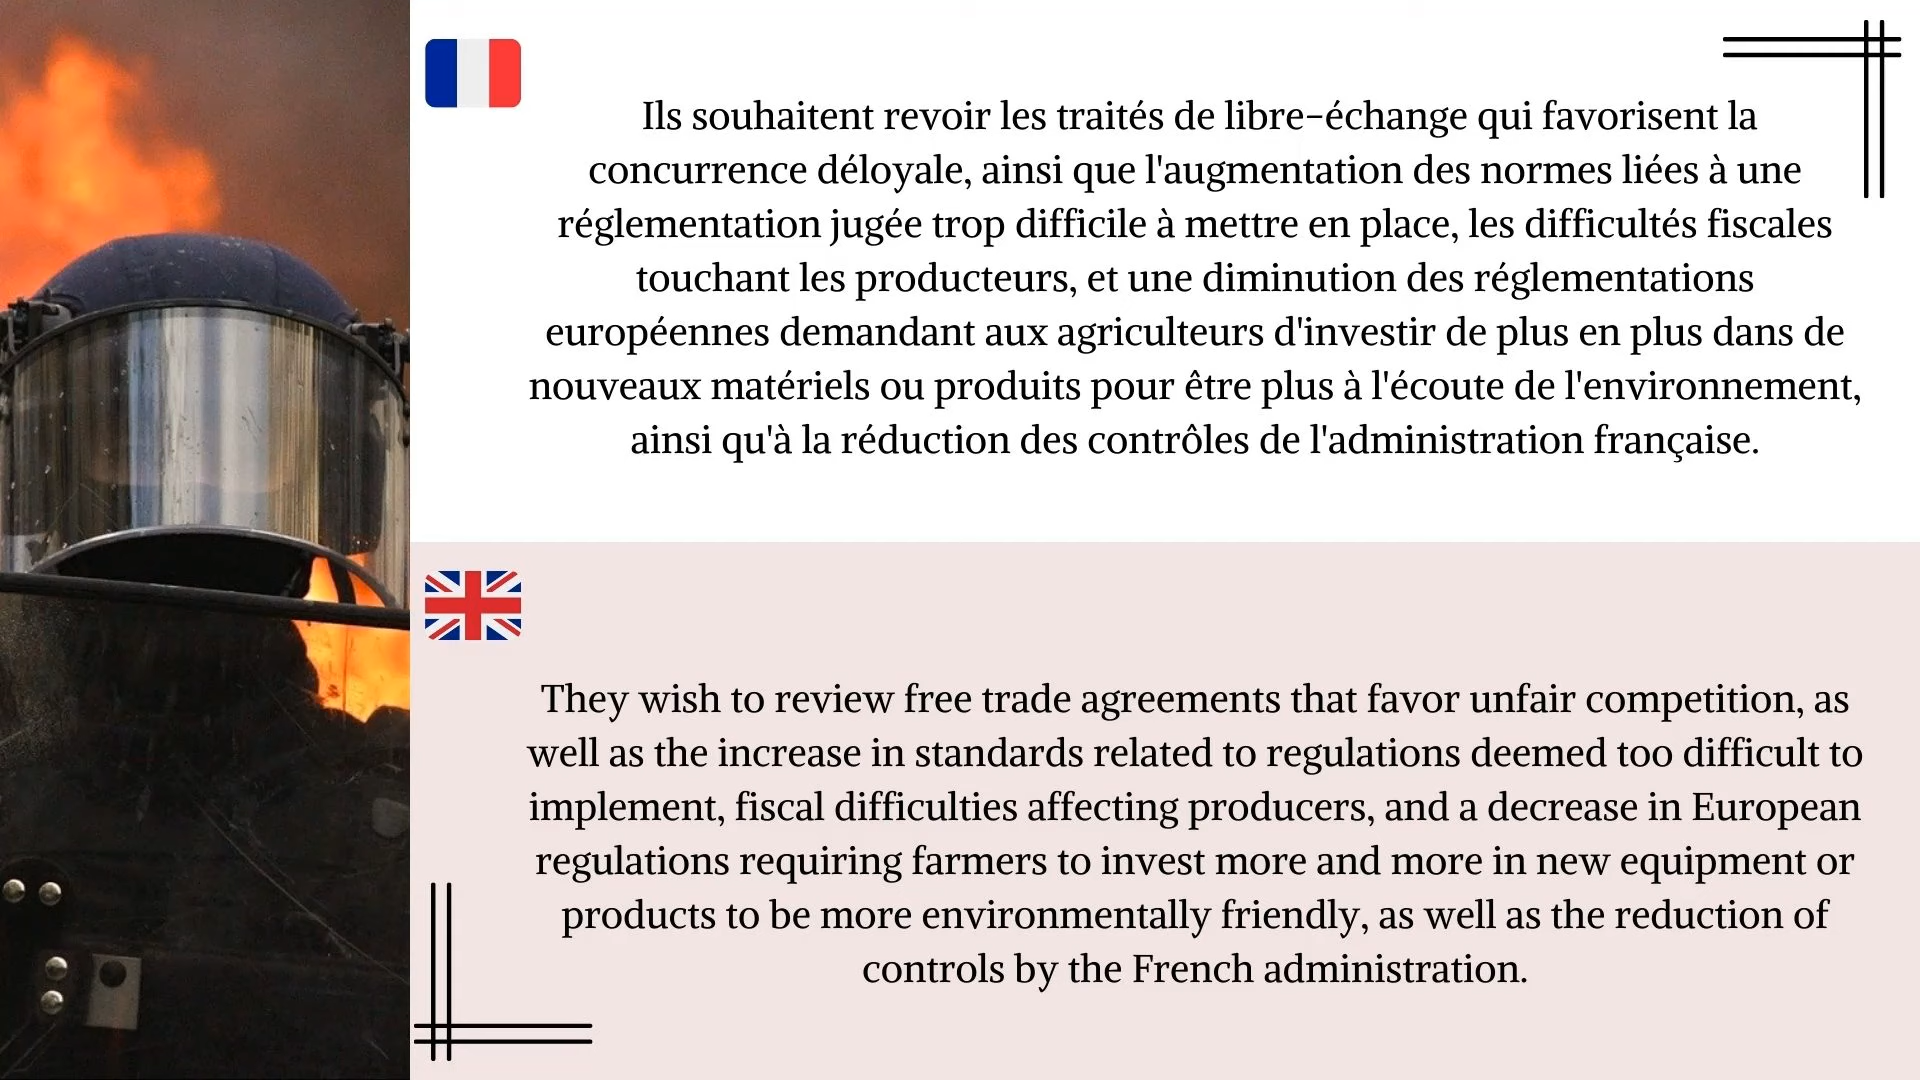 Ils souhaitent revoir les traités de libre-échange qui favorisent la
concurrence déloyale, ainsi que l'augmentation des normes liées à une
réglementation jugée trop difficile à mettre en place, les difficultés fiscales
touchant les producteurs, et une diminution des réglementations
européennes demandant aux agriculteurs d'investir de plus en plus dans de
nouveaux matériels ou produits pour être plus à l'écoute de l'environnement,
ainsi qu'à la réduction des contrôles de l'administration française.
They wish to review free trade agreements that favor unfair competition, as
well as the increase in standards related to regulations deemed too difficult to
implement, fiscal difficulties affecting producers, and a decrease in European
regulations requiring farmers to invest more and more in new equipment or
products to be more environmentally friendly, as well as the reduction of
controls by the French administration.